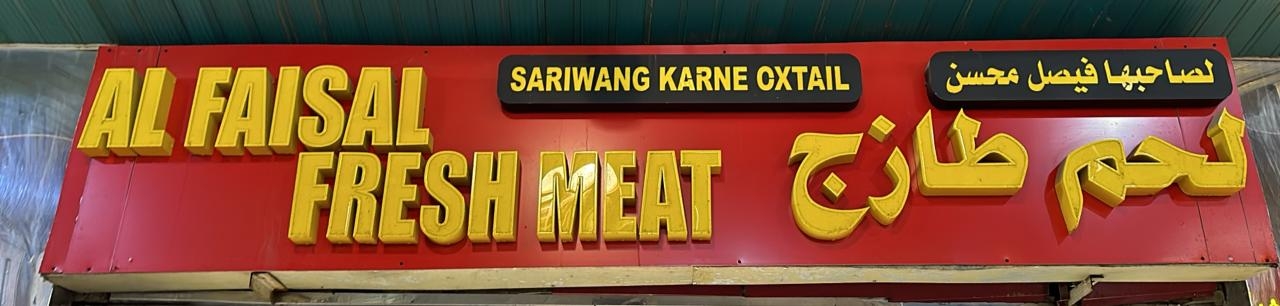 AL FAISAL
FRESH MEAT
SARIWANG KARNE OXTAIL
لصاحبها فيصل محسن
لحم طازج